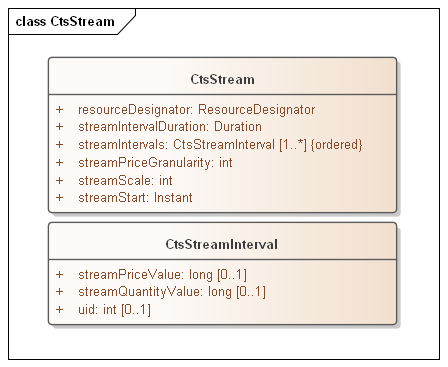 class CtsStream
CtsStream
+ resourceDesignator: ResourceDesignator
+ streamIntervalDuration: Duration
+ streamIntervals: CtsStreamInterval [1..*] {ordered}
+ streamPriceGranularity: int
+ streamScale: int
+ streamStart: Instant
CtsStreamInterval
+ streamPriceValue: long [0..1]
+ streamQuantityValue: long [0..1]
+ uid: int [0..1]